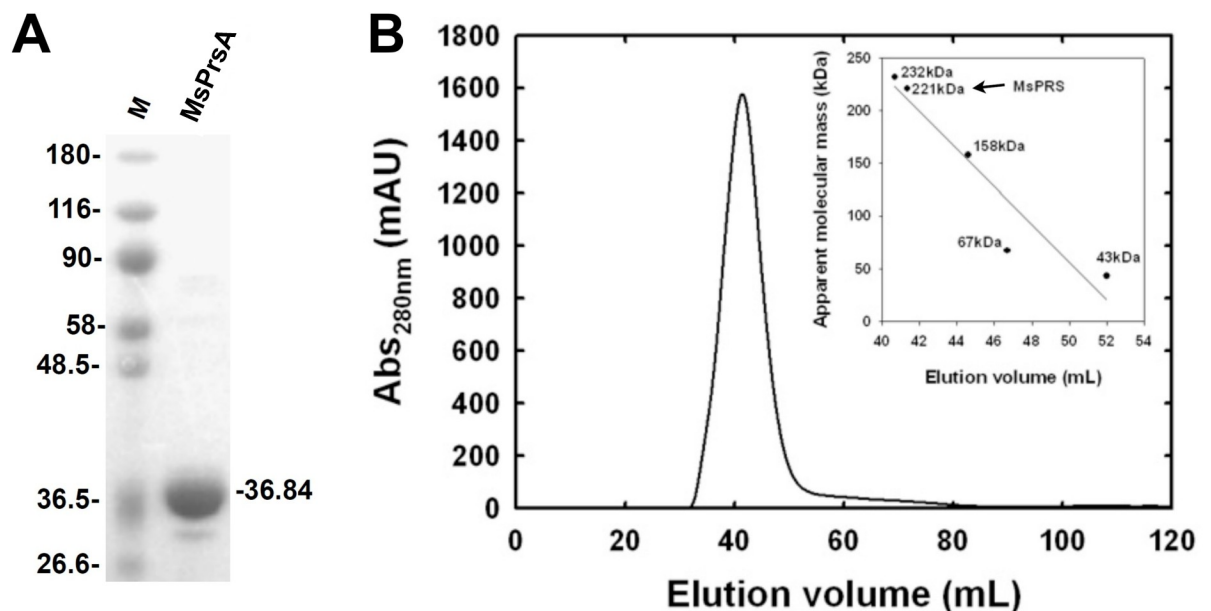 A
M
MsPrsA
180-
116-
90-
58-
48.5-
36.5-
26.6-
-36.84
B
1800
1600
1400
1200
1000
800
600
400
200
0
Abs280nm (mAU)
0 20 40 60 80 100 120
Elution volume (mL)
250
200
150
100
50
0
Apparent molecular mass (kDa)
232kDa
221kDa
MsPRS
158kDa
67kDa
43kDa
40 42 44 46 48 50 52 54
Elution volume (mL)